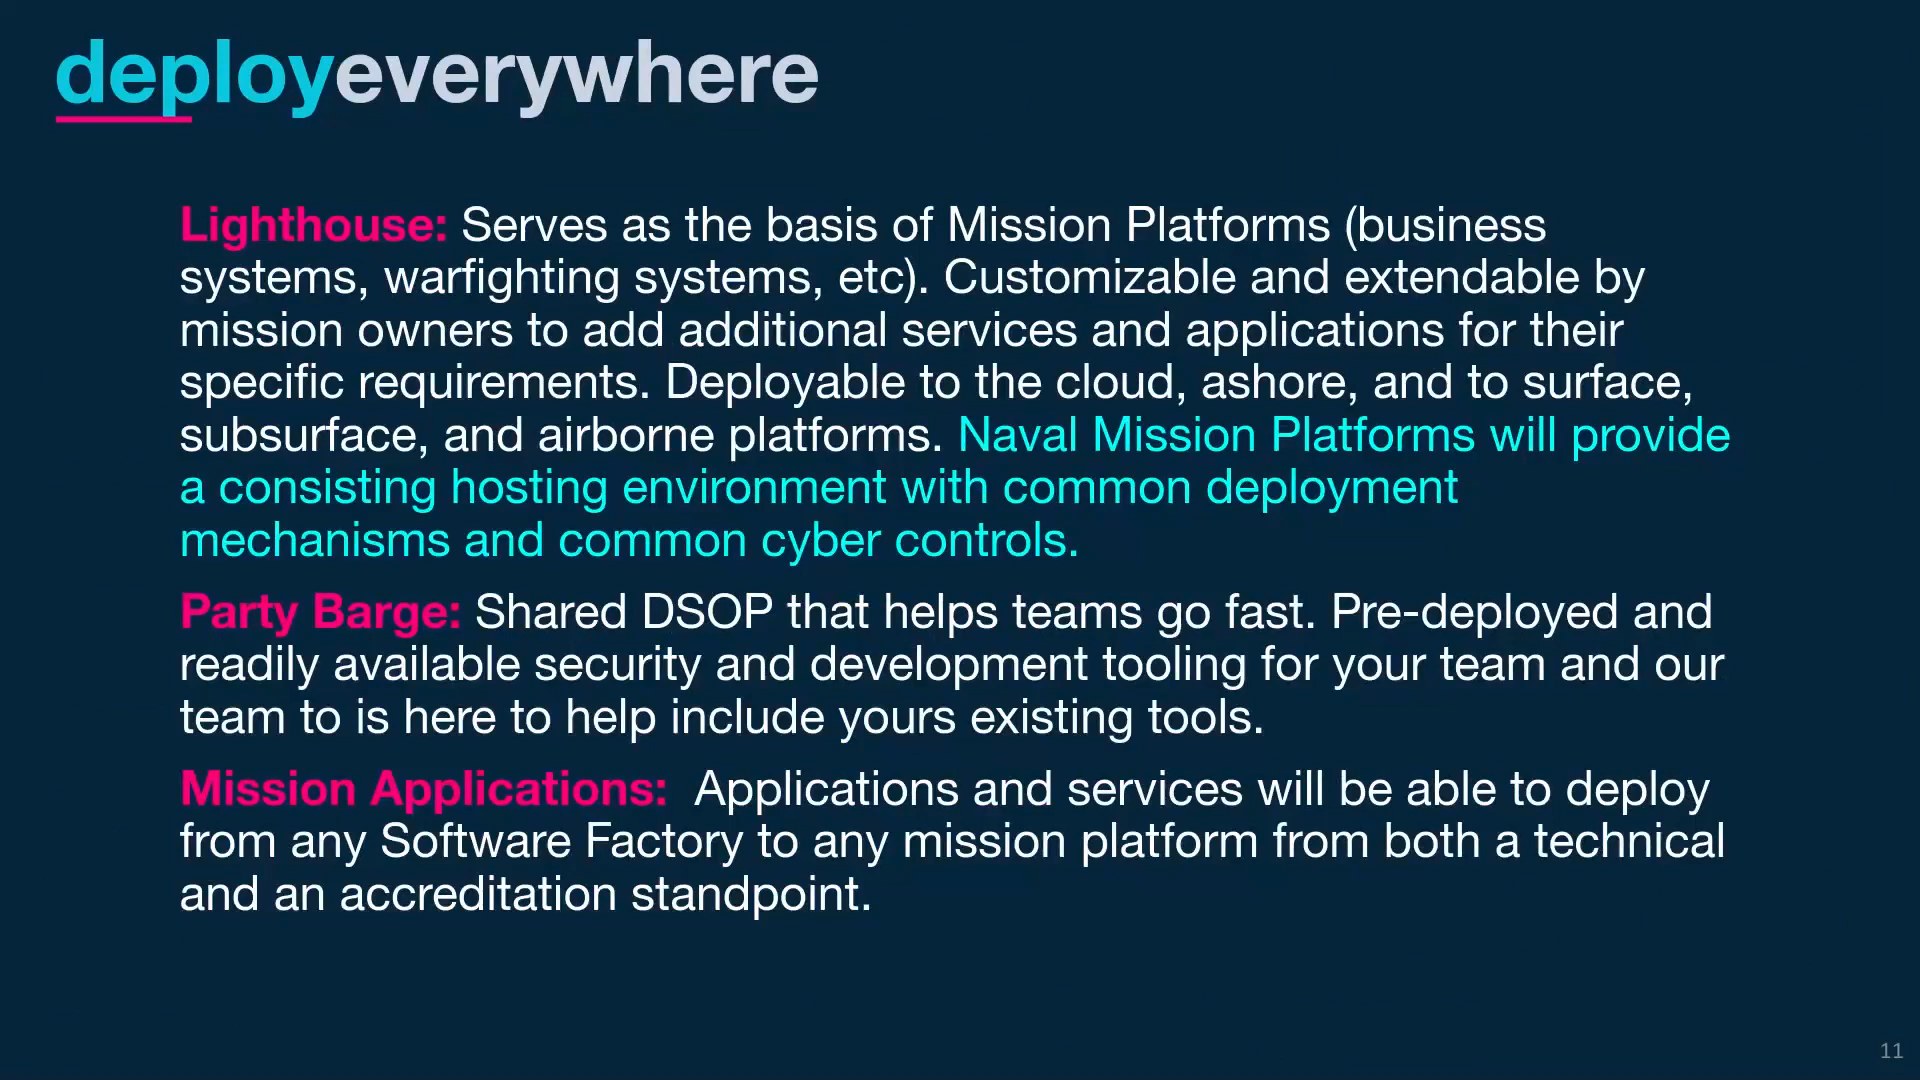 deployeverywhere
Lighthouse: Serves as the basis of Mission Platforms (business
systems, warfighting systems, etc). Customizable and extendable by
mission owners to add additional services and applications for their
specific requirements. Deployable to the cloud, ashore, and to surface,
subsurface, and airborne platforms. Naval Mission Platforms will provide
a consisting hosting environment with common deployment
mechanisms and common cyber controls.
Party Barge: Shared DSOP that helps teams go fast. Pre-deployed and
readily available security and development tooling for your team and our
team to is here to help include yours existing tools.
Mission Applications:  Applications and services will be able to deploy
from any Software Factory to any mission platform from both a technical
and an accreditation standpoint.
11